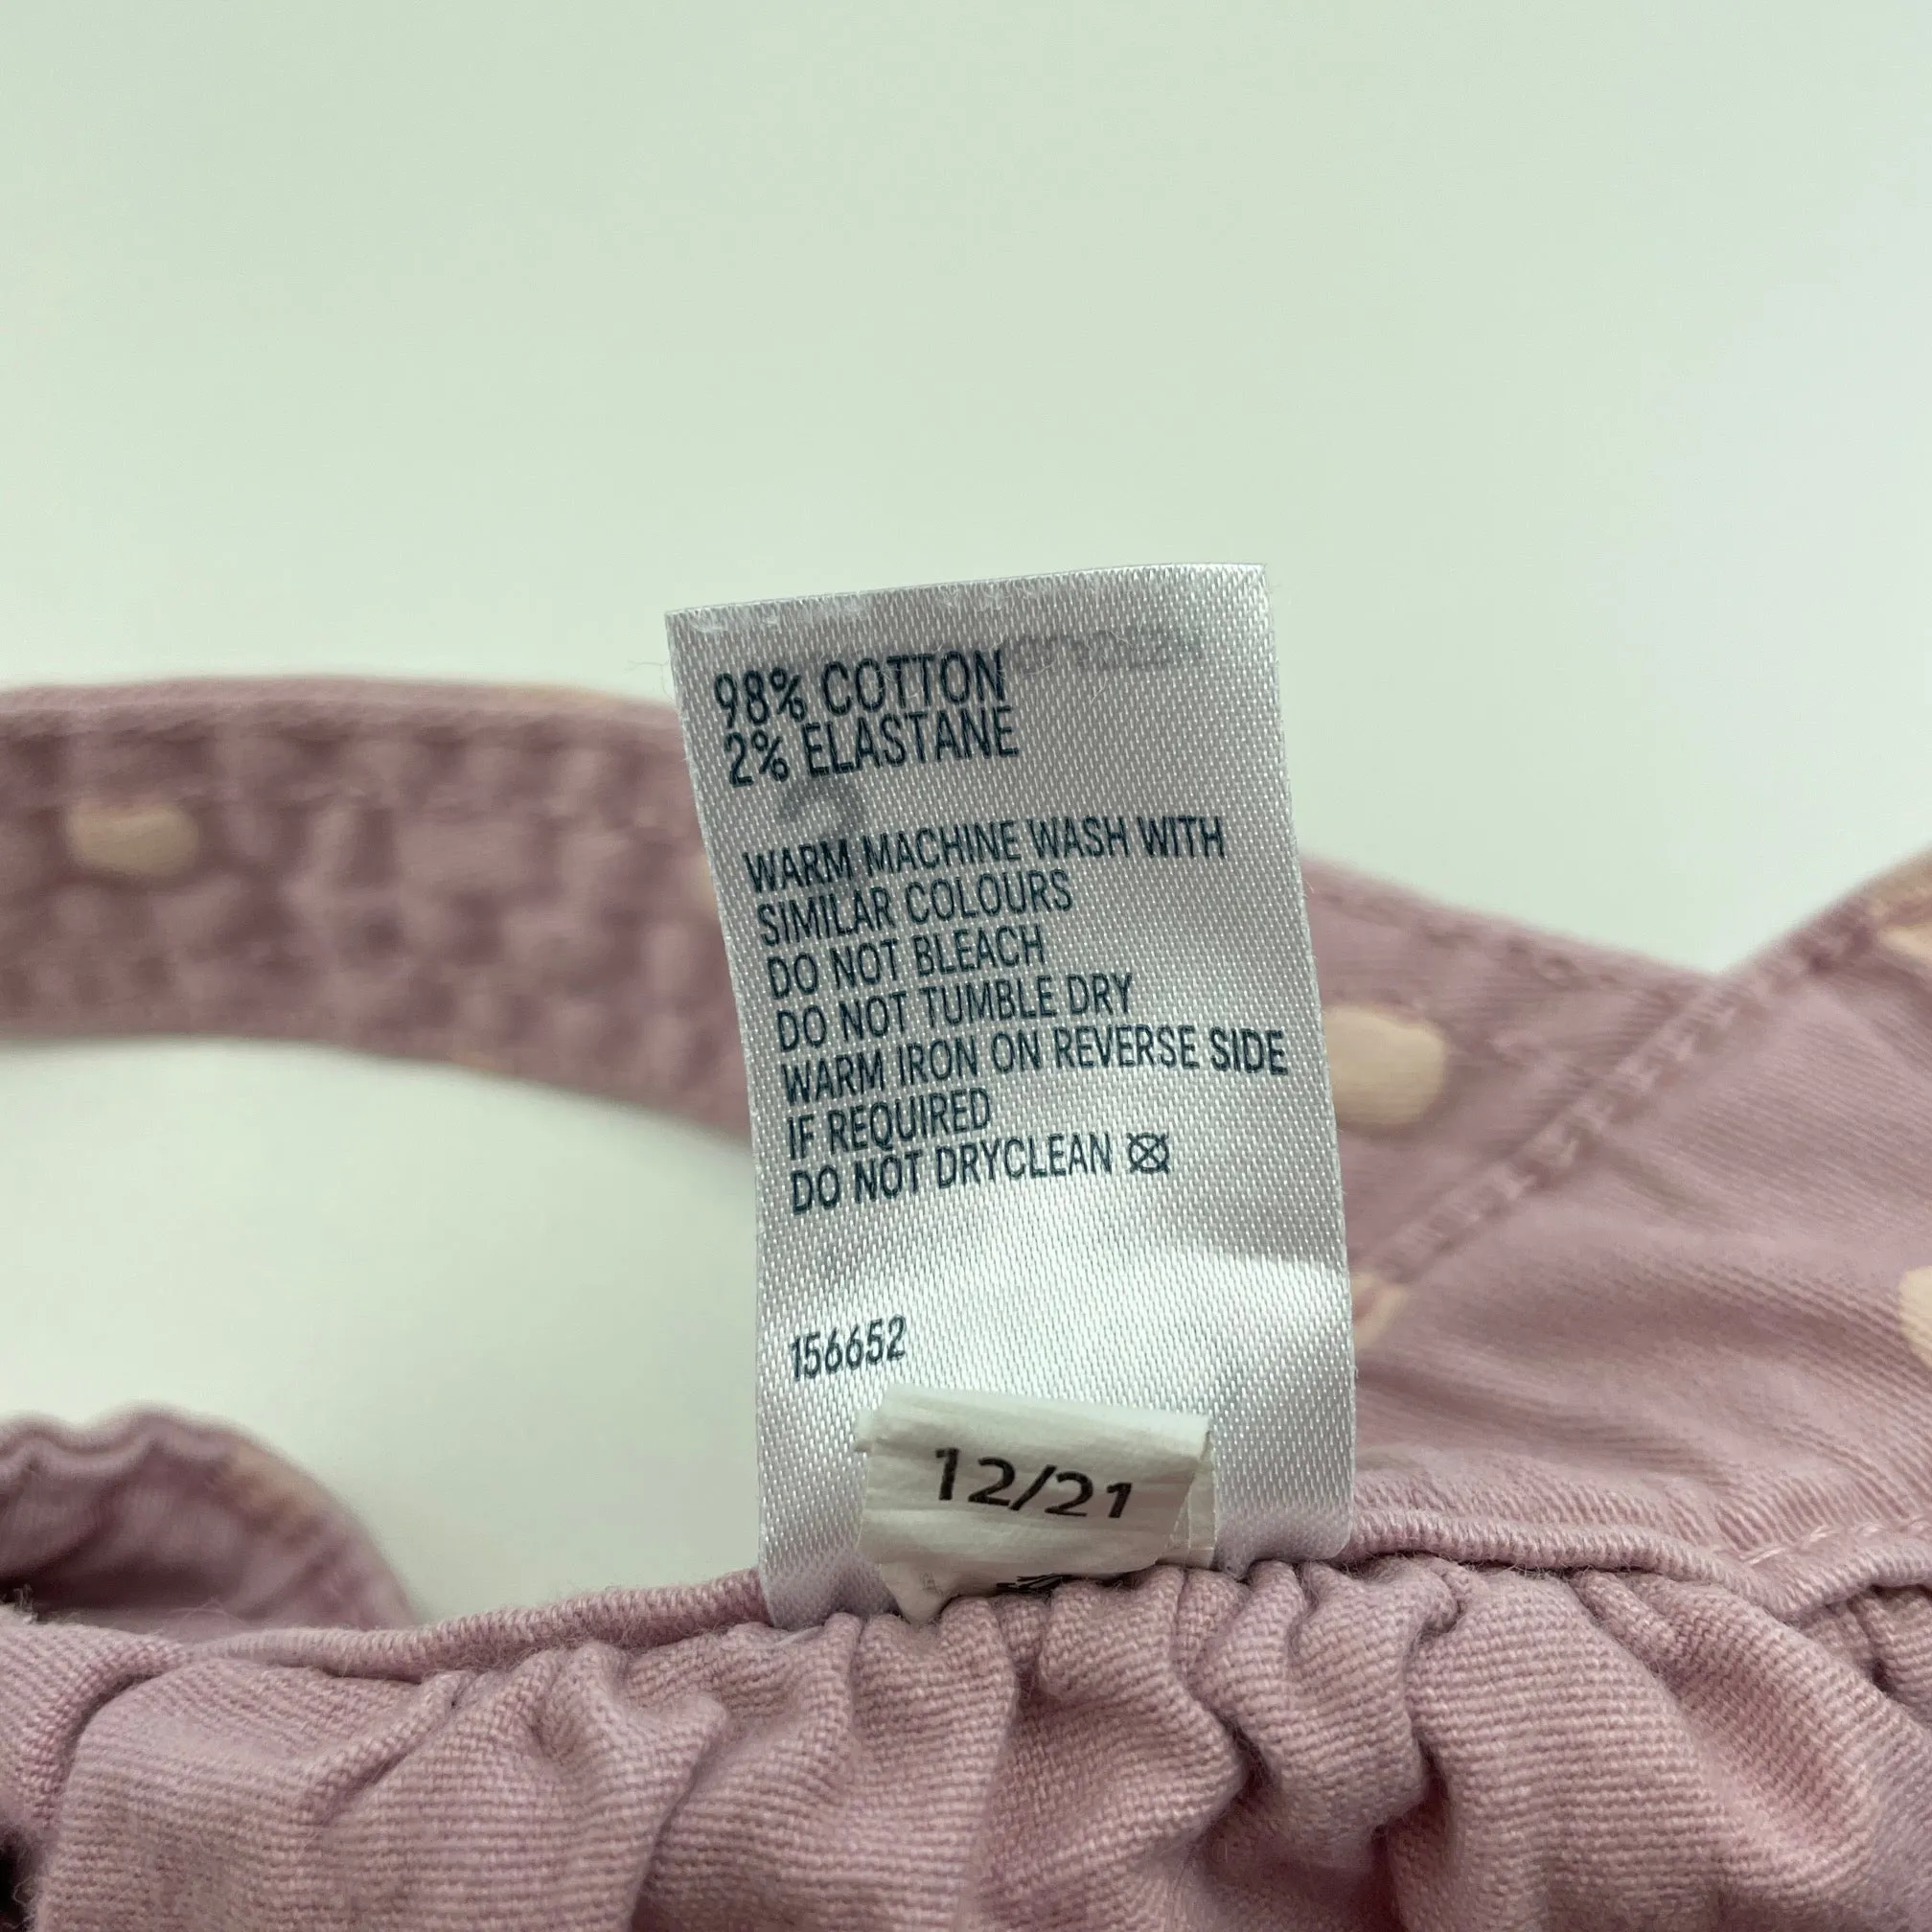 98% COTTON
2% ELASTANE
WARM MACHINE WASH WITH
SIMILAR COLOURS
DO NOT BLEACH
DO NOT TUMBLE DRY
WARM IRON ON REVERSE SIDE
IF REQUIRED
DO NOT DRYCLEAN
156652
12/21